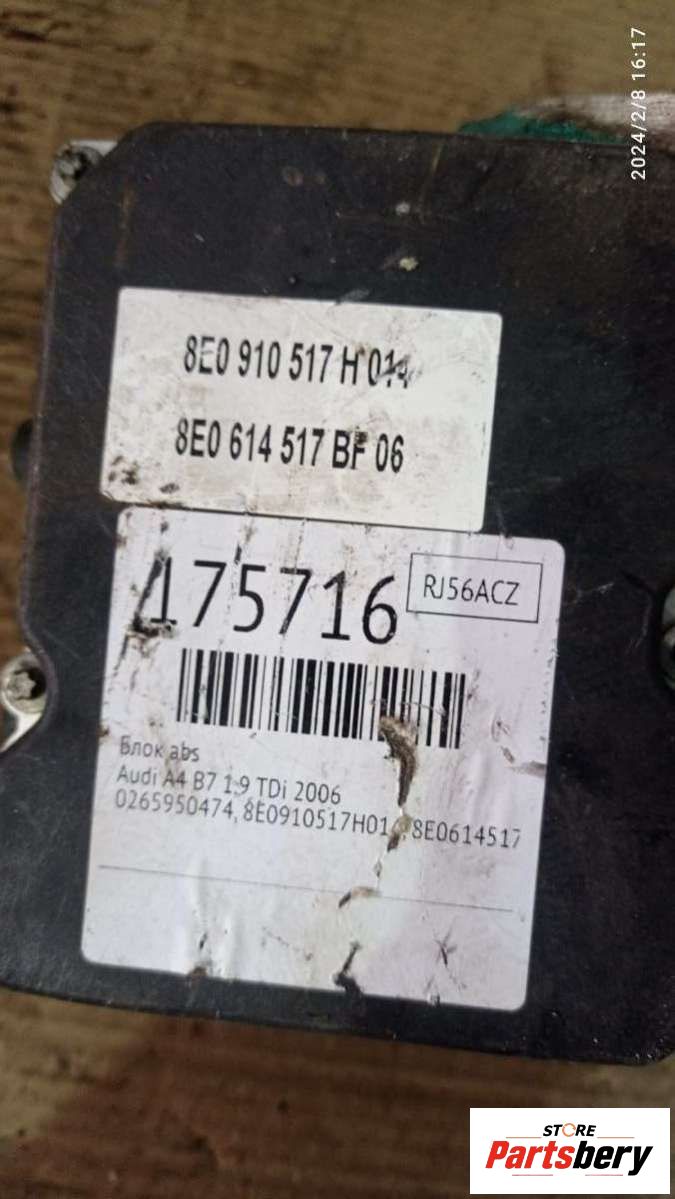 2024/2/8 16:17
8E0 910 517 H 014
8E0 614 517 BF 06
175716
RJ56ACZ
Блок abs
Audi A4 B7 1.9 TDi 2006
0265950474, 8E0910517H01 , 8E0614517
STORE
Partsbery